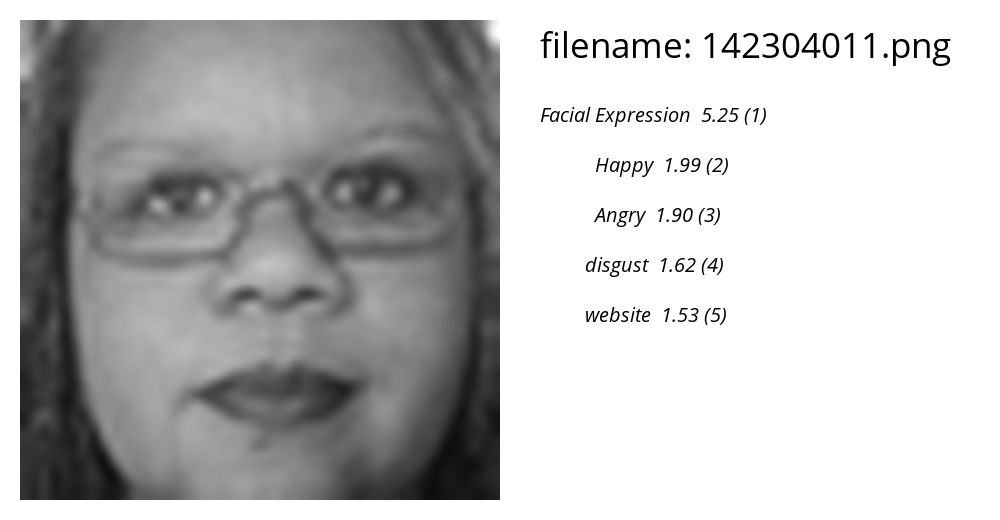 filename: 142304011.png
Facial Expression 5.25 (1)
Happy 1.99 (2)
Angry 1.90 (3)
disgust 1.62 (4)
website 1.53 (5)